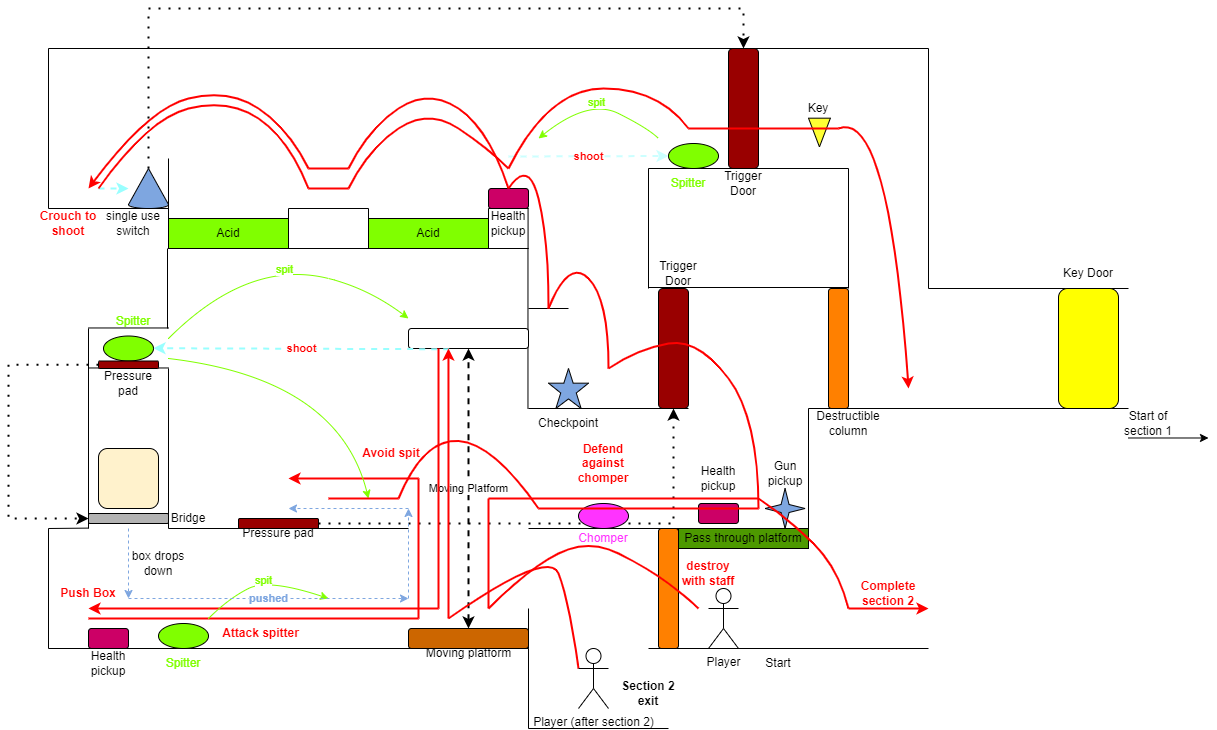 spit
Key
shoot
Spitter
Trigger
Door
Crouch to
shoot
single use
switch
Acid
Acid
Health
pickup
spit
Trigger
Door
Key Door
Spitter
shoot
Pressure
pad
Checkpoint
Destructible
column
Start of
section 1
Avoid spit
Defend
against
chomper
Health
pickup
Gun
pickup
Moving Platform
Bridge
Pressure pad
Chomper
Pass through platform
box drops
down
spit
pushed
Push Box
destroy
with staff
Complete
section 2
Attack spitter
Health
pickup
Spitter
Moving platform
Player
Start
Section 2
exit
Player (after section 2)